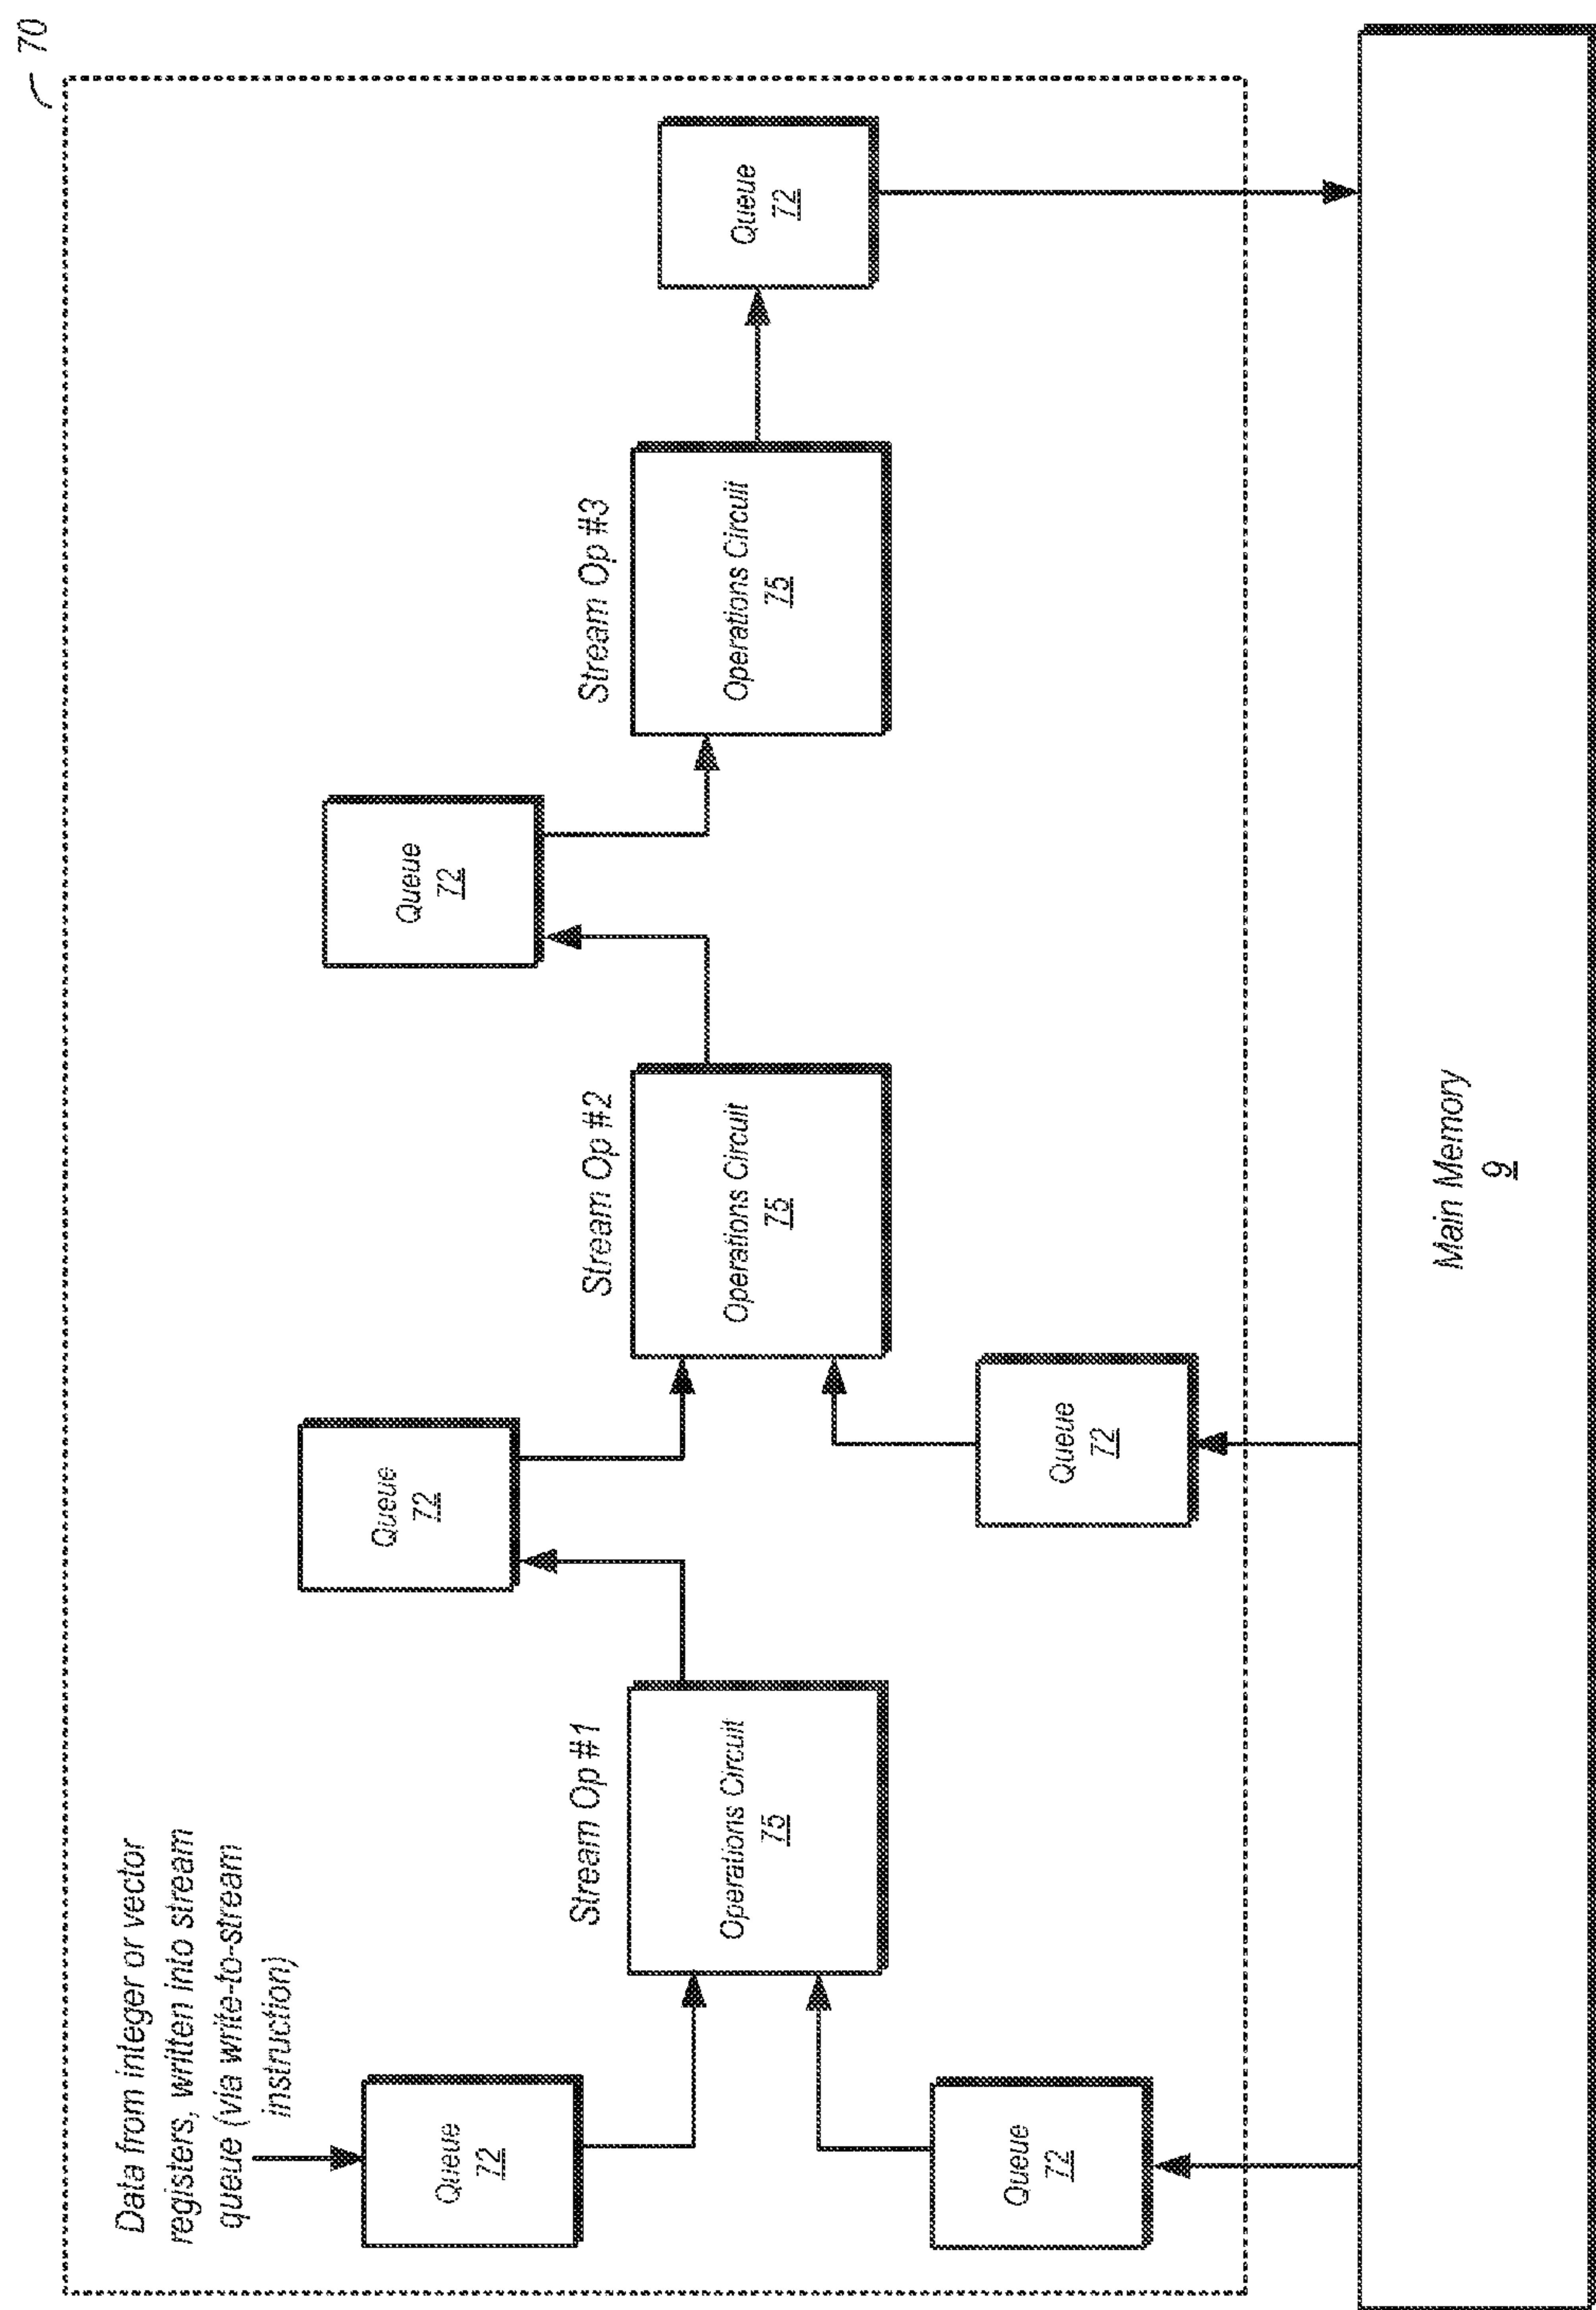 70
Data from integer or vector
registers, written into stream
queue (via write-to-stream
instruction)
Queue
72
Queue
72
Stream Op #1
Operations Circuit
75
Queue
72
Queue
72
Stream Op #2
Operations Circuit
75
Queue
72
Stream Op #3
Operations Circuit
75
Queue
72
Main Memory
9